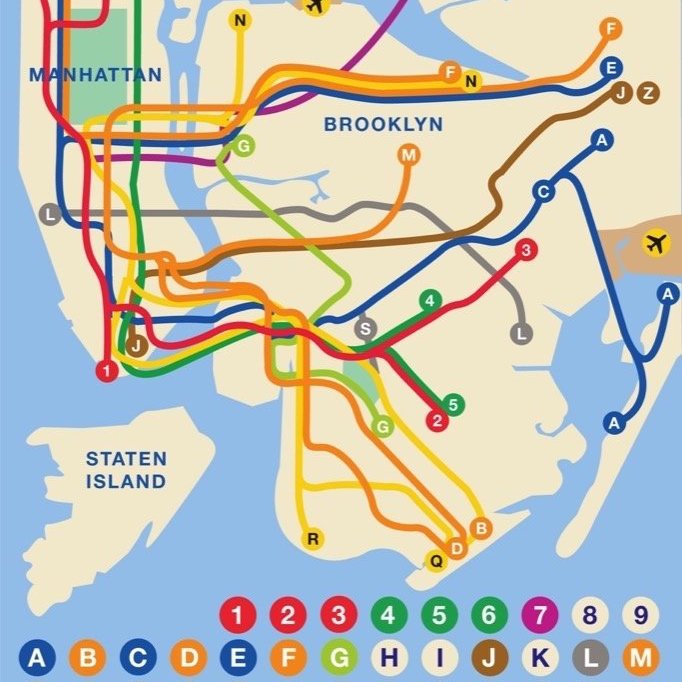 N
F
F
N
E
MANHATTAN
J Z
BROOKLYN
A
G
M
C
L
3
A
4
S
L
J
1
5
2
A
G
STATEN
ISLAND
B
R
D
Q
1 2 3 4 5 6 7 8 9
A B C D E F G H I J K L M